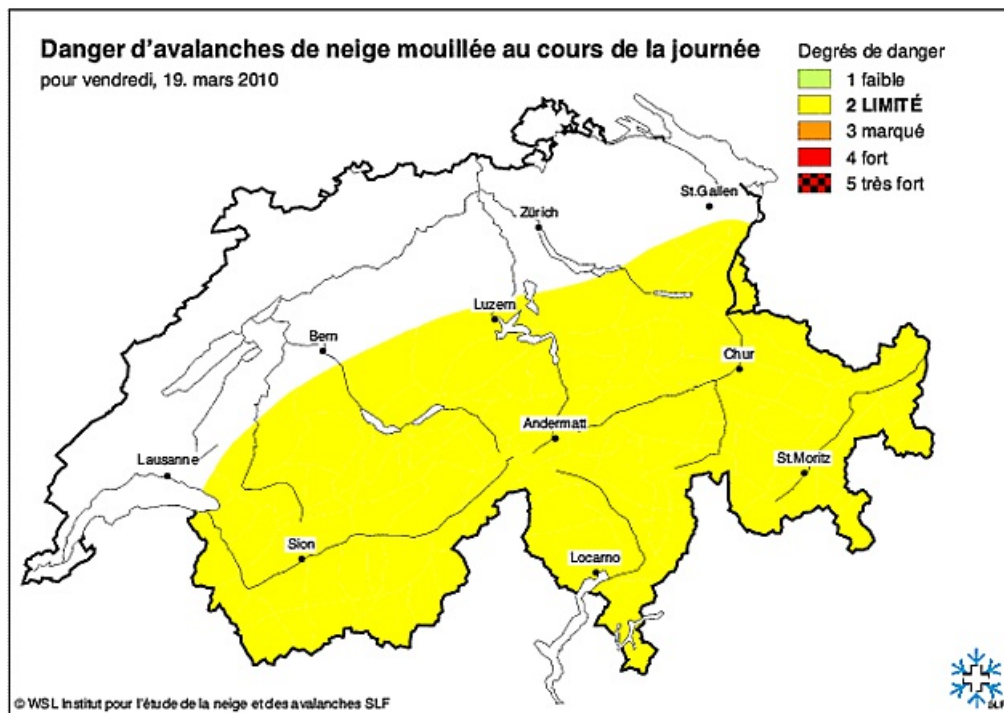 Danger d'avalanches de neige mouillée au cours de la journée
pour vendredi, 19. mars 2010
Degrés de danger
1 faible
2 LIMITÉ
3 marqué
4 fort
5 très fort
St.Gallen
Zürich
Luzern
Bern
Chur
Andermatt
Lausanne
St.Moritz
Sion
Locarno
© WSL Institut pour l'étude de la neige et des avalanches SLF
SLF